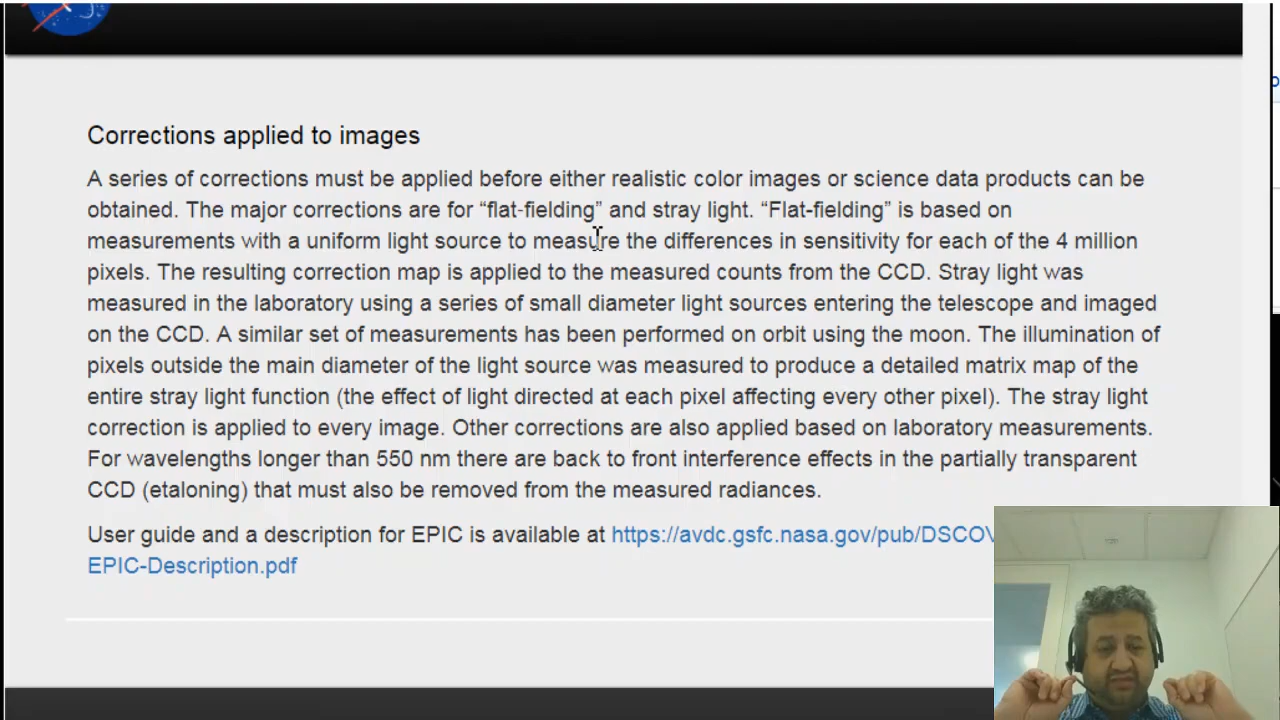 Corrections applied to images
A series of corrections must be applied before either realistic color images or science data products can be
obtained. The major corrections are for “flat-fielding” and stray light. “Flat-fielding” is based on
measurements with a uniform light source to measure the differences in sensitivity for each of the 4 million
pixels. The resulting correction map is applied to the measured counts from the CCD. Stray light was
measured in the laboratory using a series of small diameter light sources entering the telescope and imaged
on the CCD. A similar set of measurements has been performed on orbit using the moon. The illumination of
pixels outside the main diameter of the light source was measured to produce a detailed matrix map of the
entire stray light function (the effect of light directed at each pixel affecting every other pixel). The stray light
correction is applied to every image. Other corrections are also applied based on laboratory measurements.
For wavelengths longer than 550 nm there are back to front interference effects in the partially transparent
CCD (etaloning) that must also be removed from the measured radiances.
User guide and a description for EPIC is available at https://avdc.gsfc.nasa.gov/pub/DSCOV
EPIC-Description.pdf